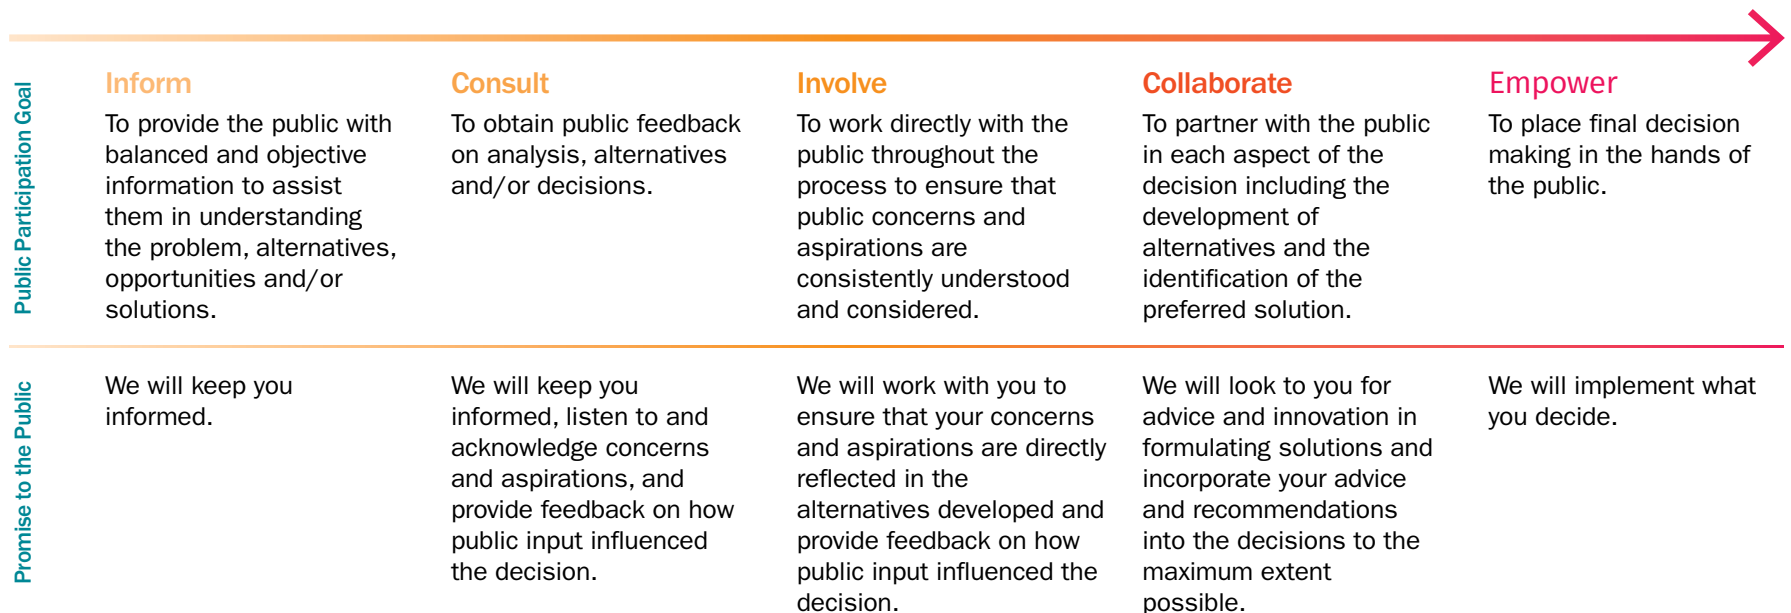 Public Participation Goal
Inform
To provide the public with
balanced and objective
information to assist
them in understanding
the problem, alternatives,
opportunities and/or
solutions.
Consult
To obtain public feedback
on analysis, alternatives
and/or decisions.
Involve
To work directly with the
public throughout the
process to ensure that
public concerns and
aspirations are
consistently understood
and considered.
Collaborate
To partner with the public
in each aspect of the
decision including the
development of
alternatives and the
identification of the
preferred solution.
Empower
To place final decision
making in the hands of
the public.
Promise to the Public
We will keep you
informed.
We will keep you
informed, listen to and
acknowledge concerns
and aspirations, and
provide feedback on how
public input influenced
the decision.
We will work with you to
ensure that your concerns
and aspirations are directly
reflected in the
alternatives developed and
provide feedback on how
public input influenced the
decision.
We will look to you for
advice and innovation in
formulating solutions and
incorporate your advice
and recommendations
into the decisions to the
maximum extent
possible.
We will implement what
you decide.